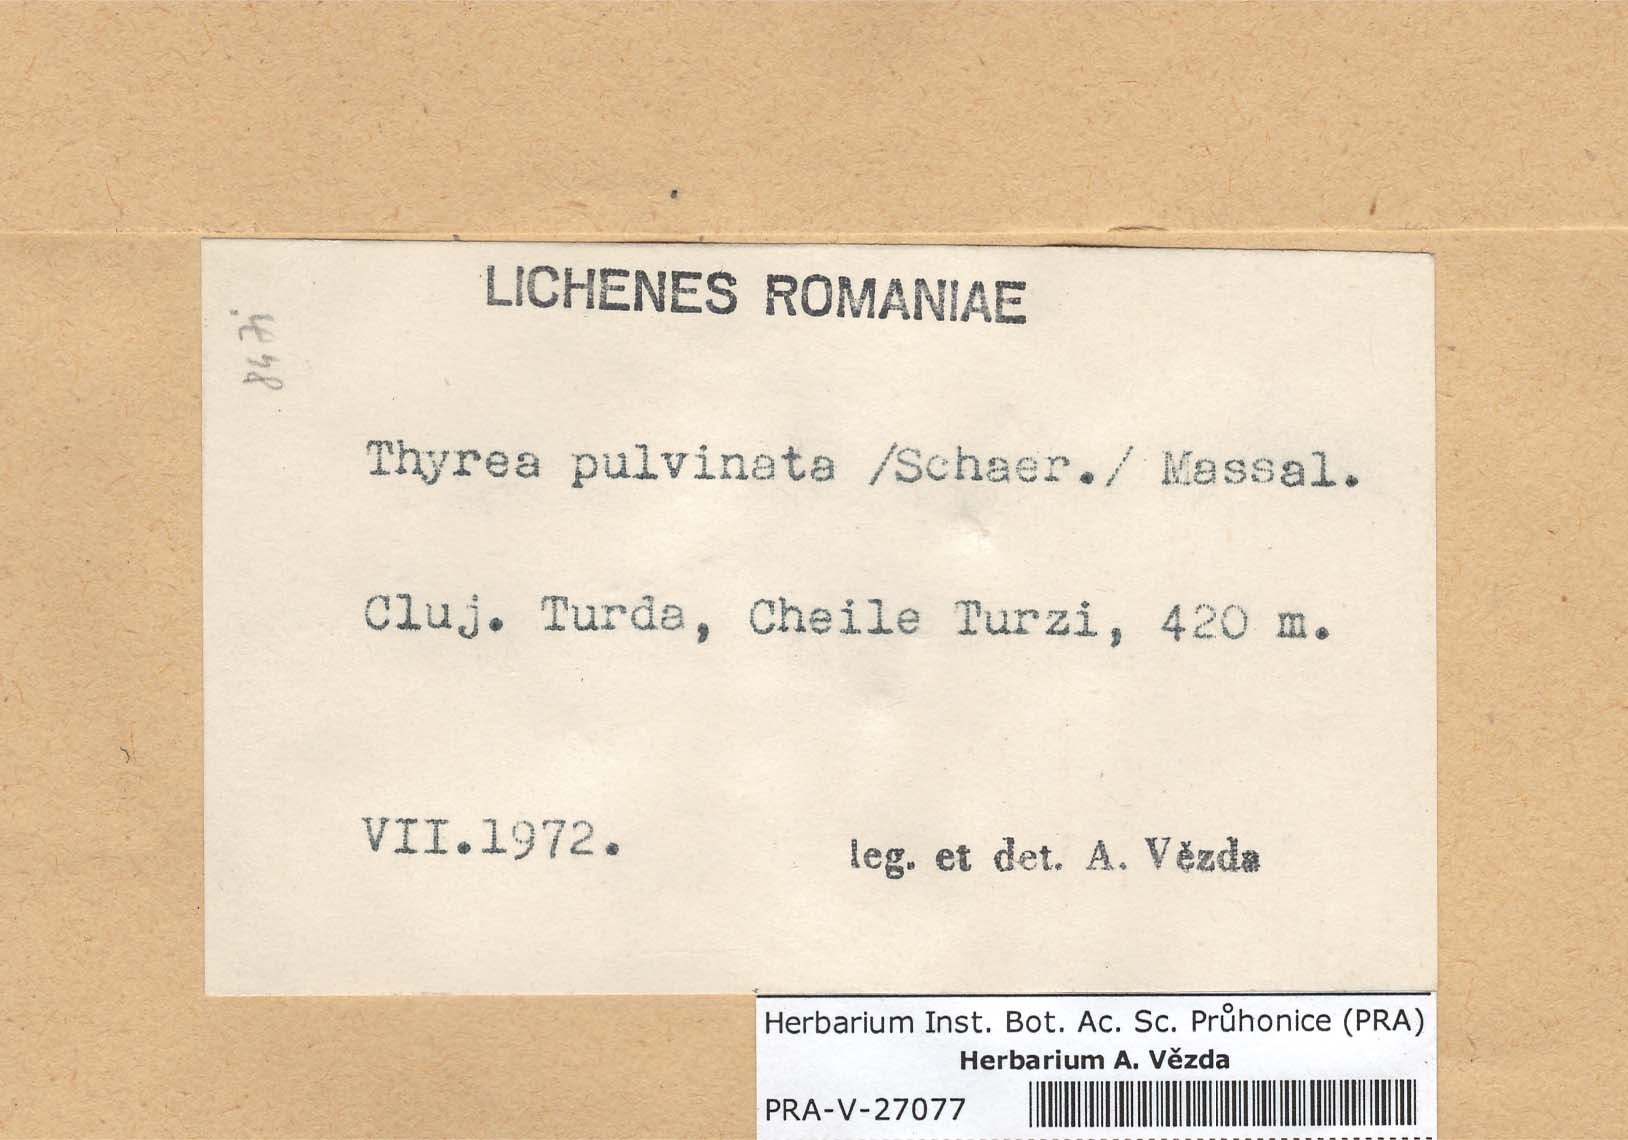 LICHENES ROMANIAE
Thyrea pulvinata /Schaer./ Massal.
Cluj. Turda, Cheile Turzi, 420 m.
VII.1972.
leg. et det. A. Vězda
Herbarium Inst. Bot. Ac. Sc. Průhonice (PRA)
Herbarium A. Vězda
PRA-V-27077